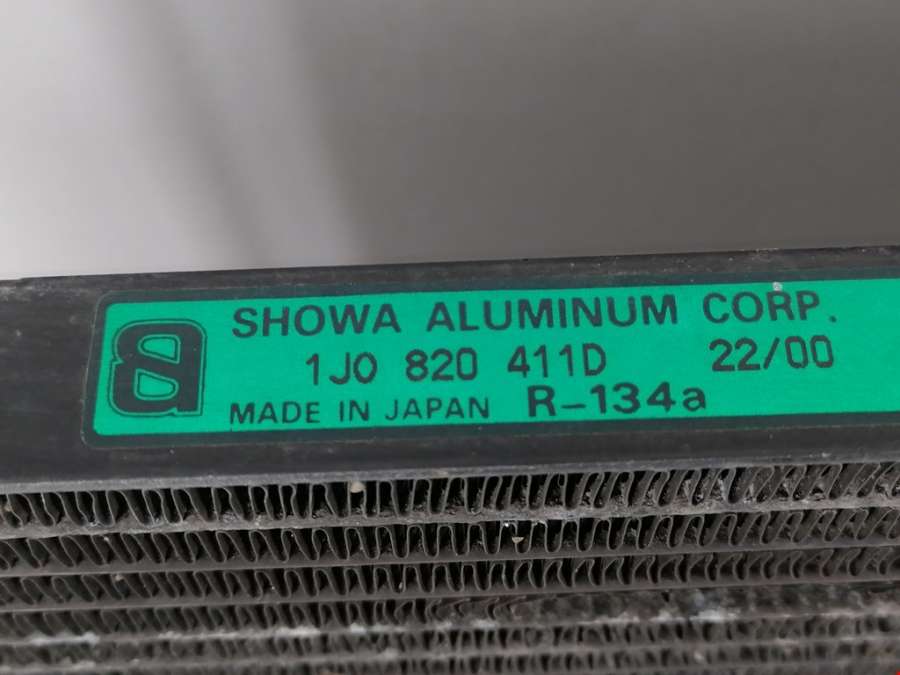 SHOWA ALUMINUM CORP.
1J0 820 411D 22/00
MADE IN JAPAN R-134a